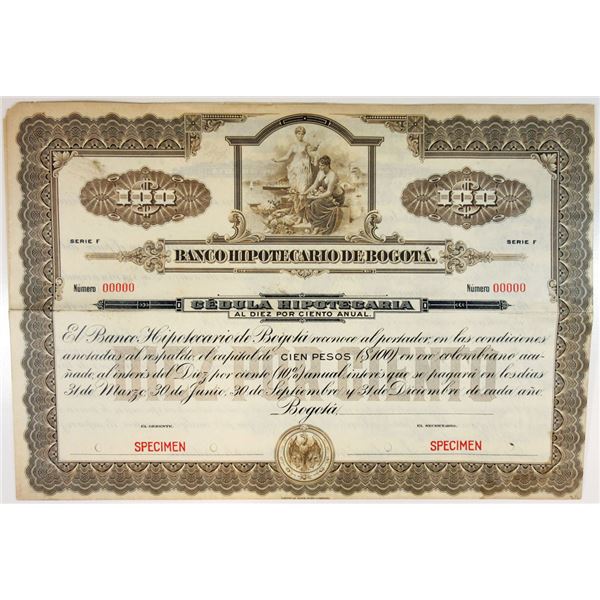 SERIE F
SERIE F
BANCO HIPOTECARIO DE BOGOTÁ.
Número 00000
Número 00000
CÉDULA HIPOTECARIA
AL DIEZ POR CIENTO ANUAL.
El Banco Hipotecario de Bogotá reconoce al portador, en las condiciones
anotadas al respaldo, el capital de CIEN PESOS ($100) en oro colombiano acu-
ñado, al interés del Diez por ciento (10%) anual, interés que se pagará en los días
31 de Marzo, 30 de Junio, 30 de Septiembre y 31 de Diciembre de cada año.
Bogotá
EL GERENTE.
EL SECRETARIO.
SPECIMEN
SPECIMEN